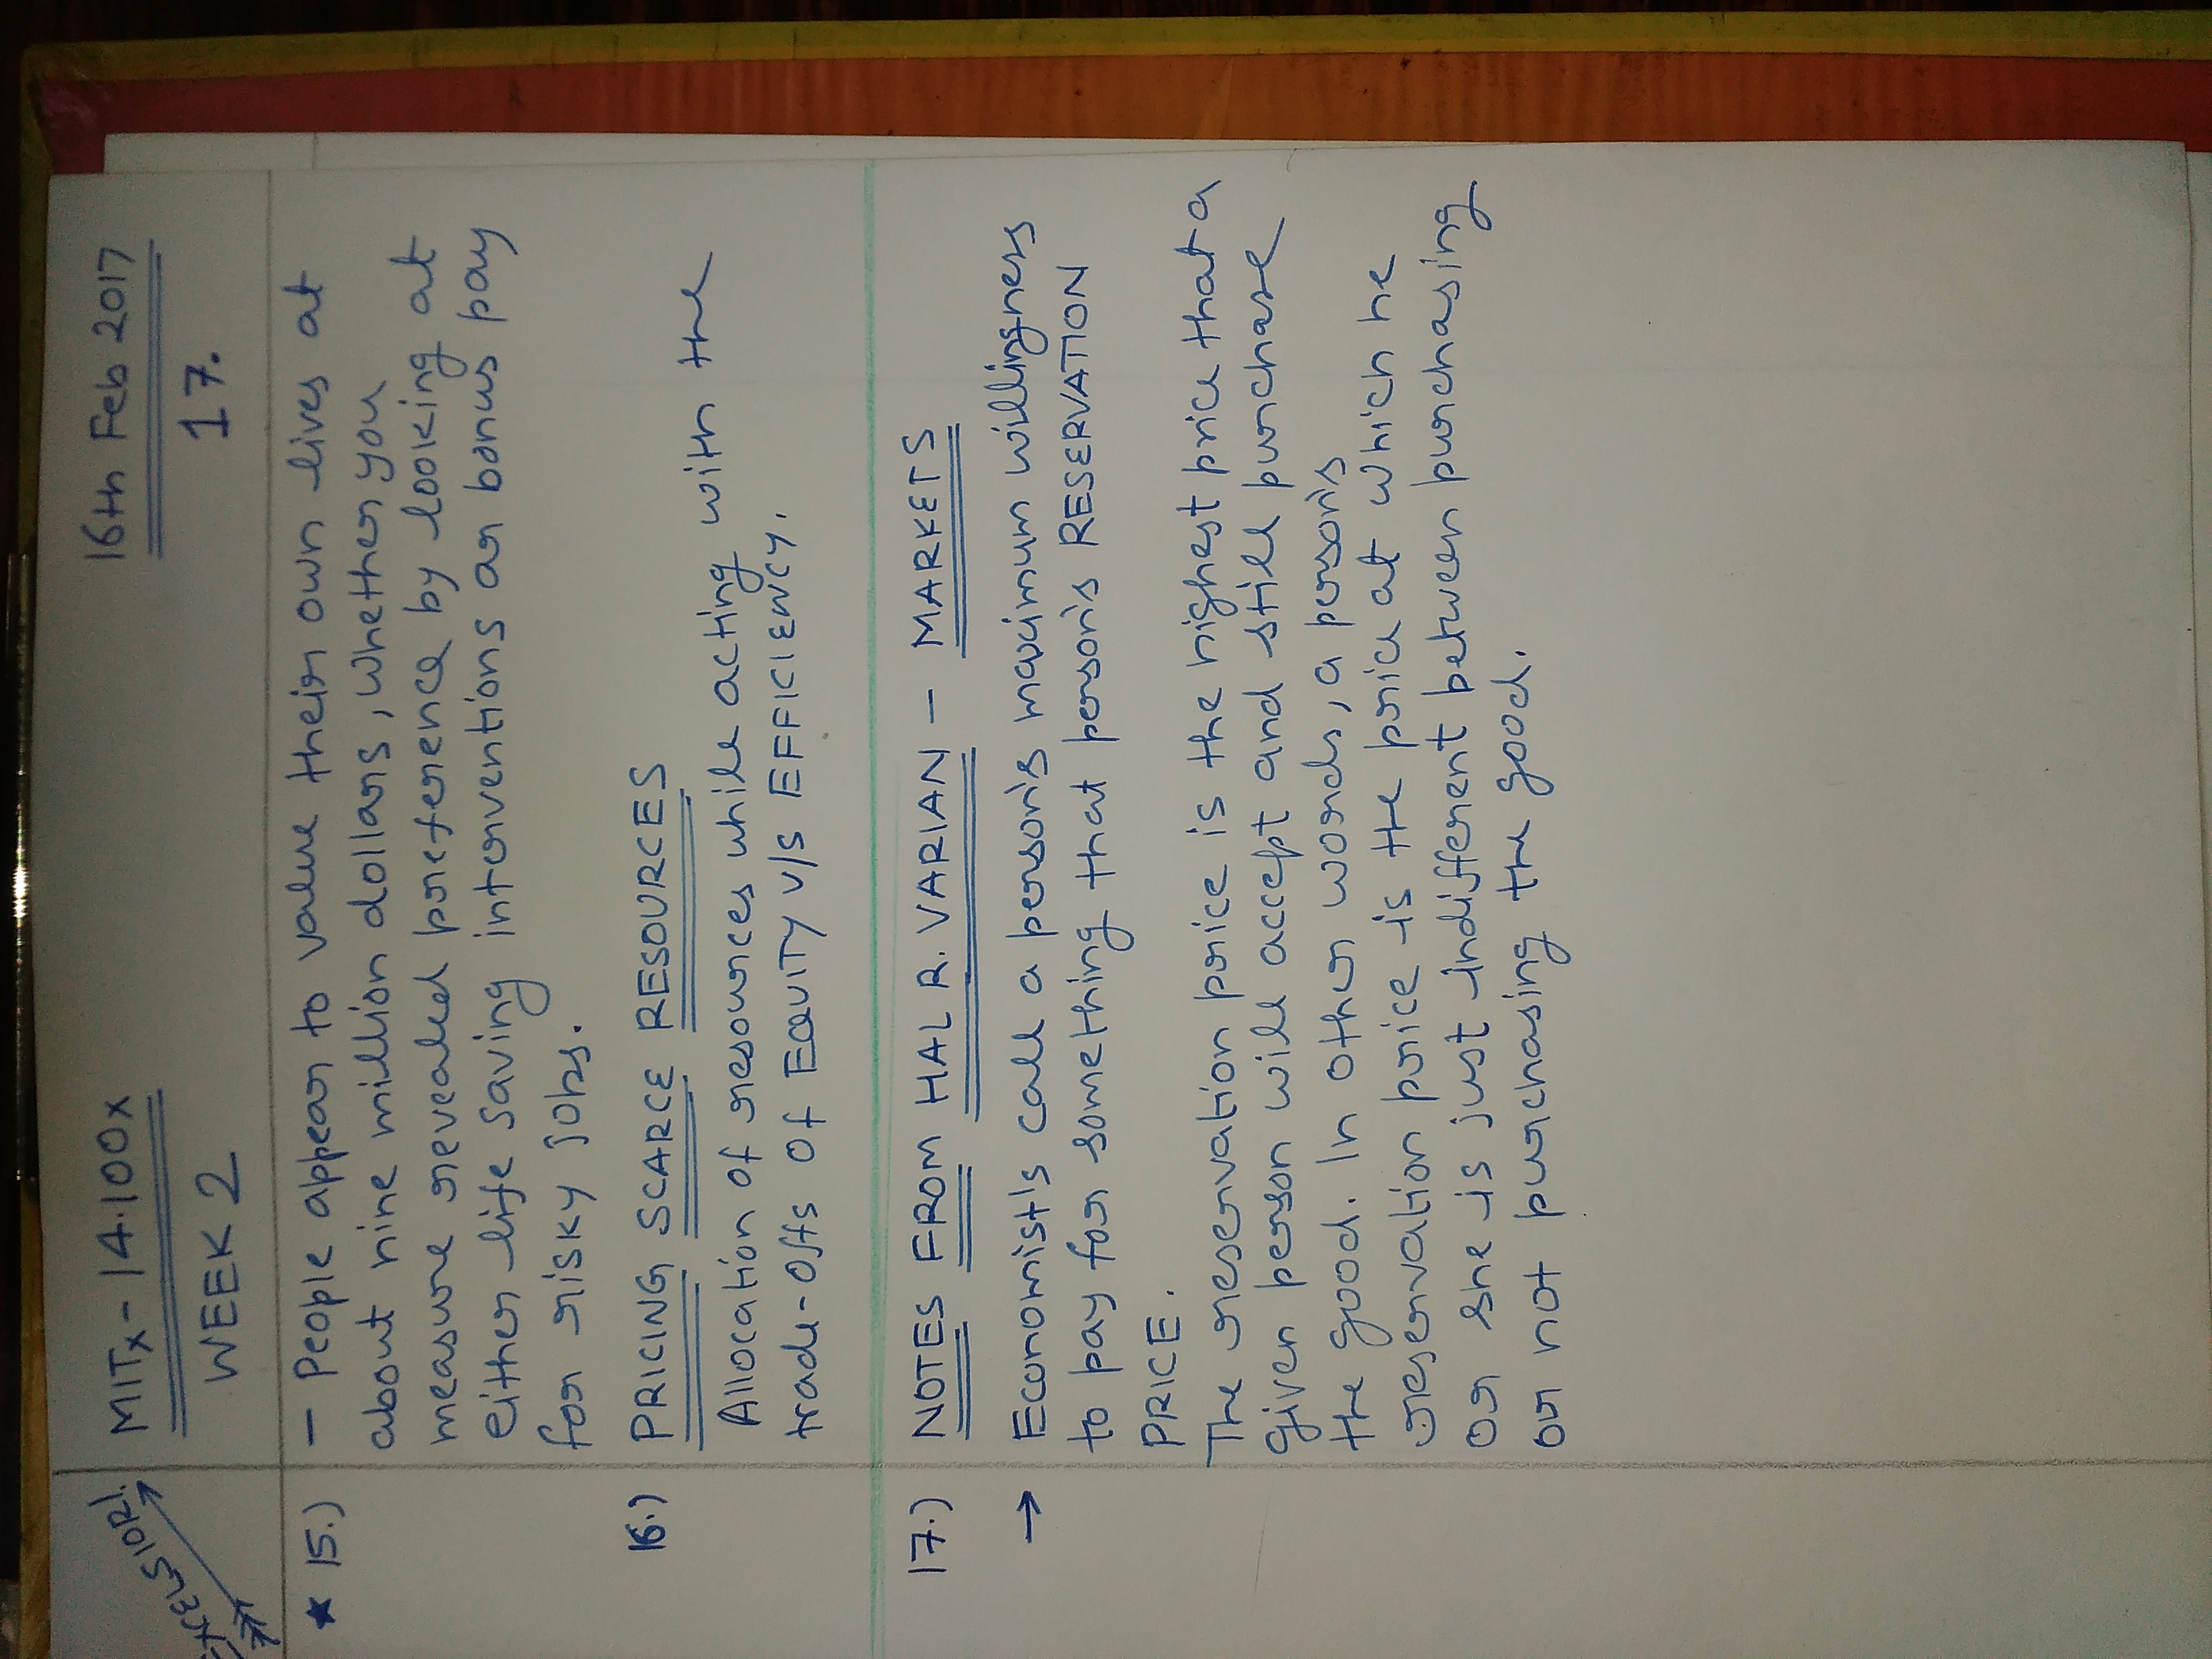 EXCELSIOR!
MITx - 14.100x
16th Feb 2017
WEEK 2
17.
★ 15.) - People appear to value their own lives at
about nine million dollars, whether you
measure revealed preference by looking at
either life saving interventions or bonus pay
for risky jobs.
16.) PRICING SCARCE RESOURCES
Allocation of resources while acting with the
trade-offs of EQUITY V/S EFFICIENCY.
17.) NOTES FROM HAL R. VARIAN - MARKETS
→ Economist's call a person's maximum willingness
to pay for something that person's RESERVATION
PRICE.
The reservation price is the highest price that a
given person will accept and still purchase
the good. In other words, a person's
reservation price is the price at which he
or she is just indifferent between purchasing
or not purchasing the good.